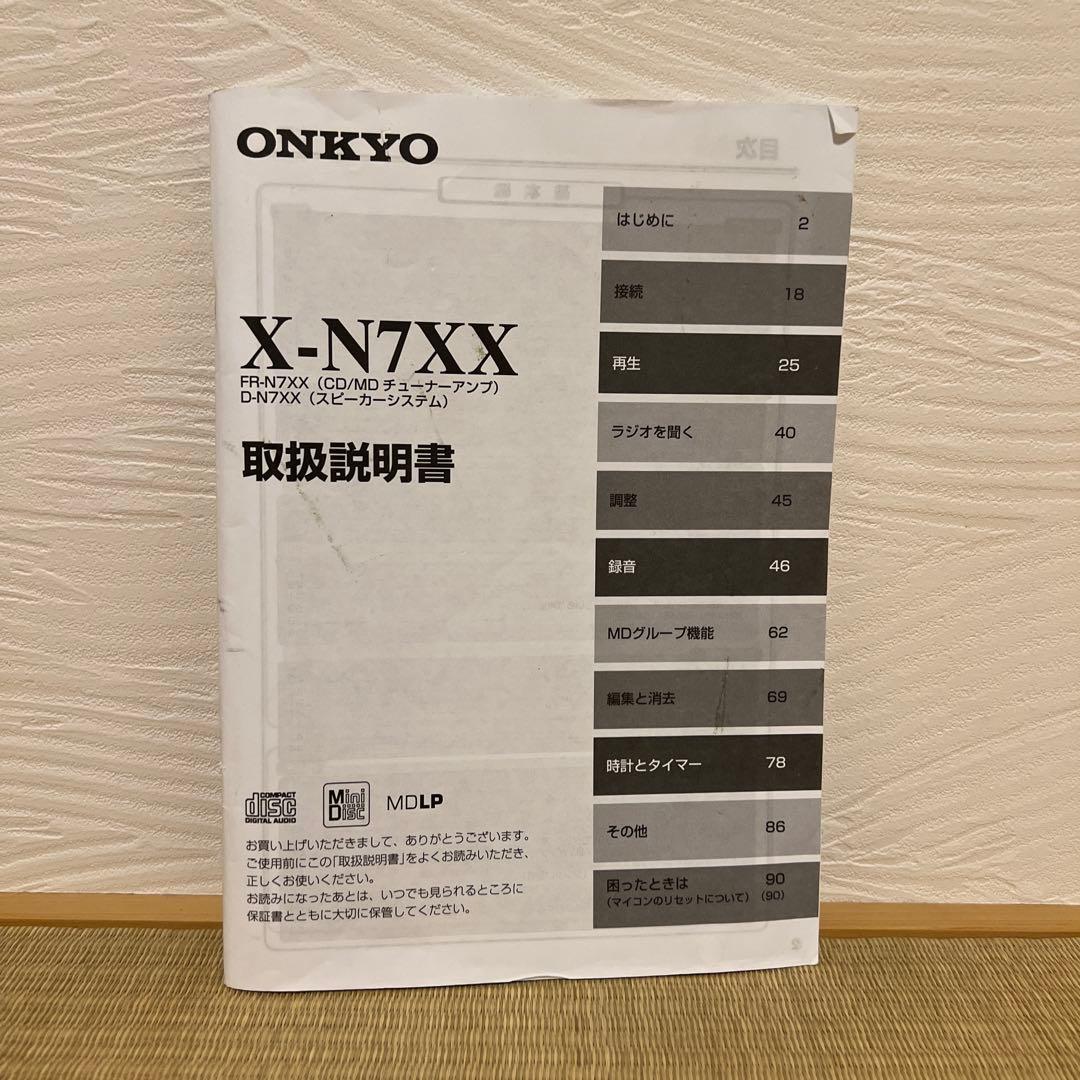 ONKYO
X-N7XX
FR-N7XX（CD/MD チューナーアンプ）
D-N7XX（スピーカーシステム）
取扱説明書
COMPACT
disc
DIGITAL AUDIO
Mini
Disc
MDLP
お買い上げいただきまして、ありがとうございます。
ご使用前にこの「取扱説明書」をよくお読みいただき、
正しくお使いください。
お読みになったあとは、いつでも見られるところに
保証書とともに大切に保管してください。
目次
はじめに 2
接続 18
再生 25
ラジオを聞く 40
調整 45
録音 46
MDグループ機能 62
編集と消去 69
時計とタイマー 78
その他 86
困ったときは 90
（マイコンのリセットについて）（90）